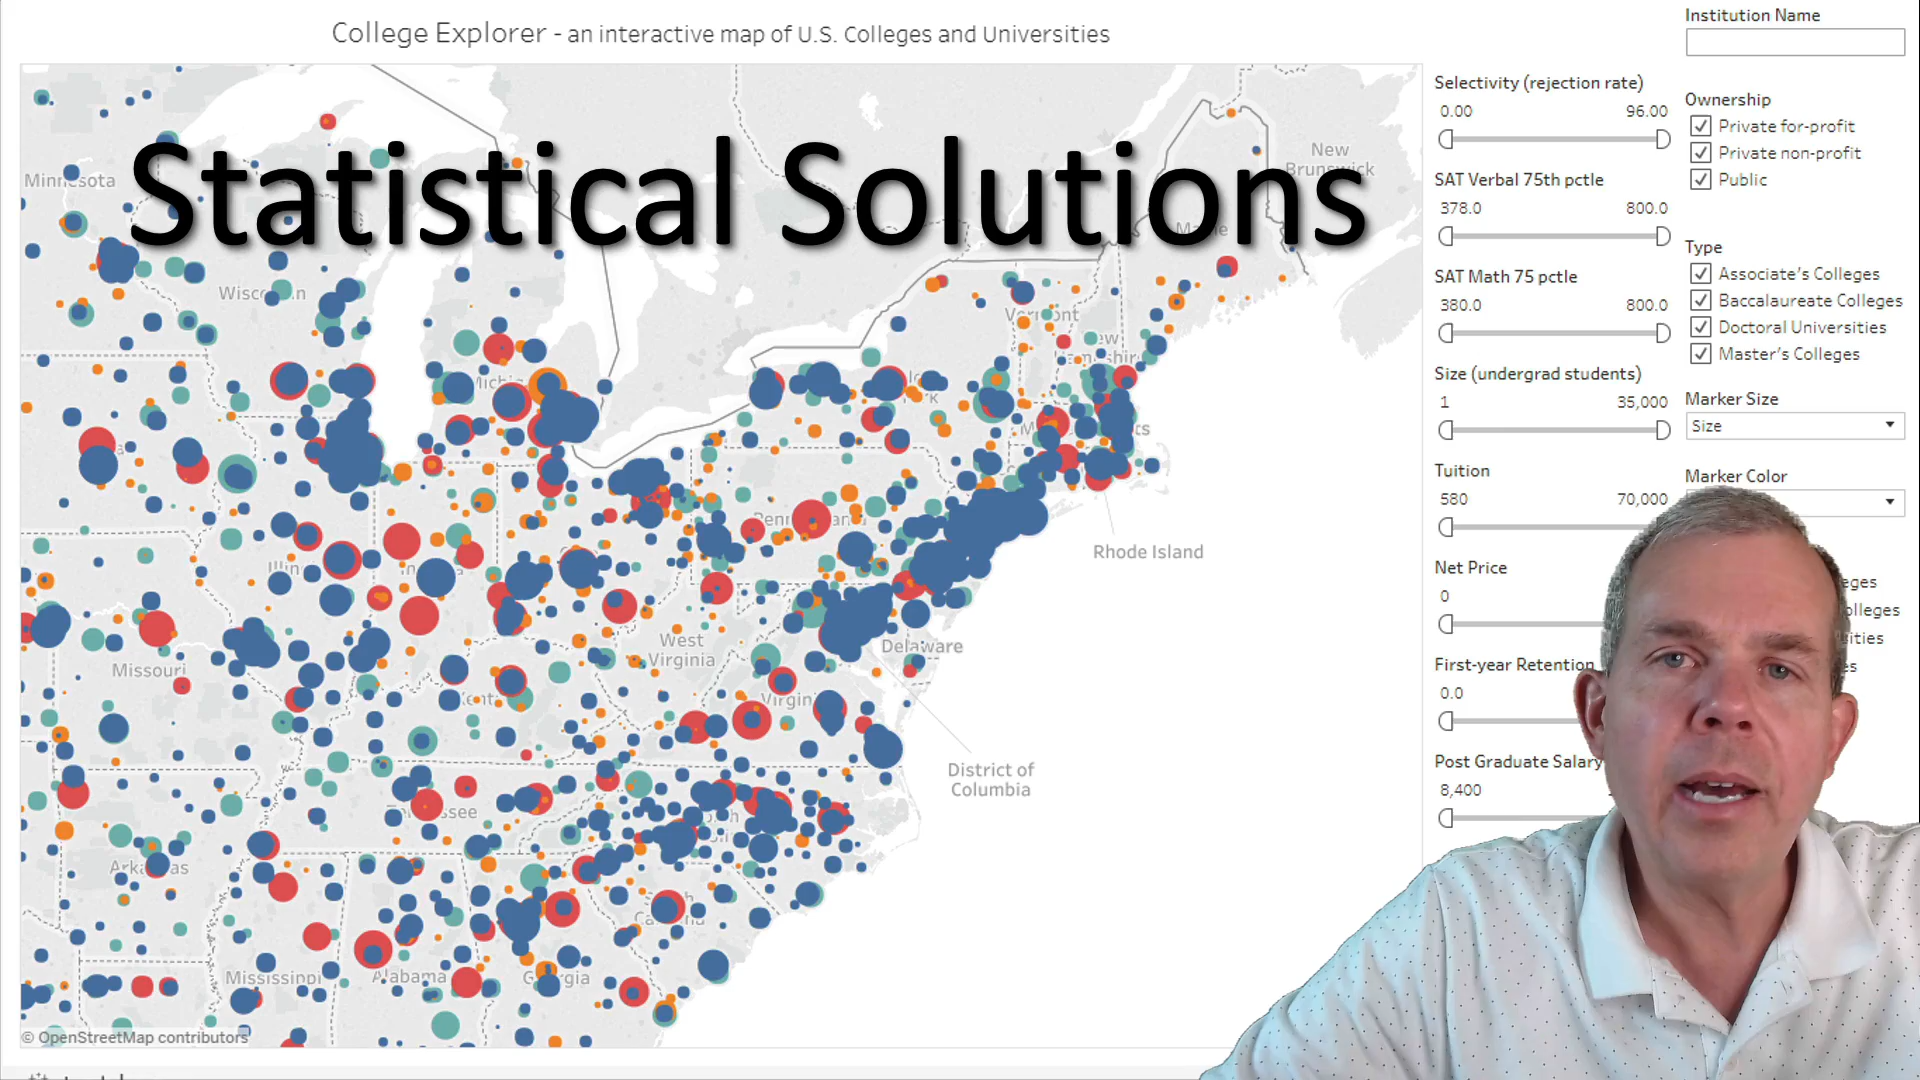 College Explorer - an interactive map of U.S. Colleges and Universities
Statistical Solutions
Minnesota
New
Brunswick
Maine
Vermont
Rhode Island
West
Virginia
Delaware
Missouri
District of
Columbia
Mississippi
Alabama
Georgia
© OpenStreetMap contributors
Institution Name
Selectivity (rejection rate)
0.00 96.00
SAT Verbal 75th pctle
378.0 800.0
SAT Math 75 pctle
380.0 800.0
Size (undergrad students)
1 35,000
Tuition
580 70,000
Net Price
0
First-year Retention
0.0
Post Graduate Salary
8,400
Ownership
Private for-profit
Private non-profit
Public
Type
Associate's Colleges
Baccalaureate Colleges
Doctoral Universities
Master's Colleges
Marker Size
Size
Marker Color